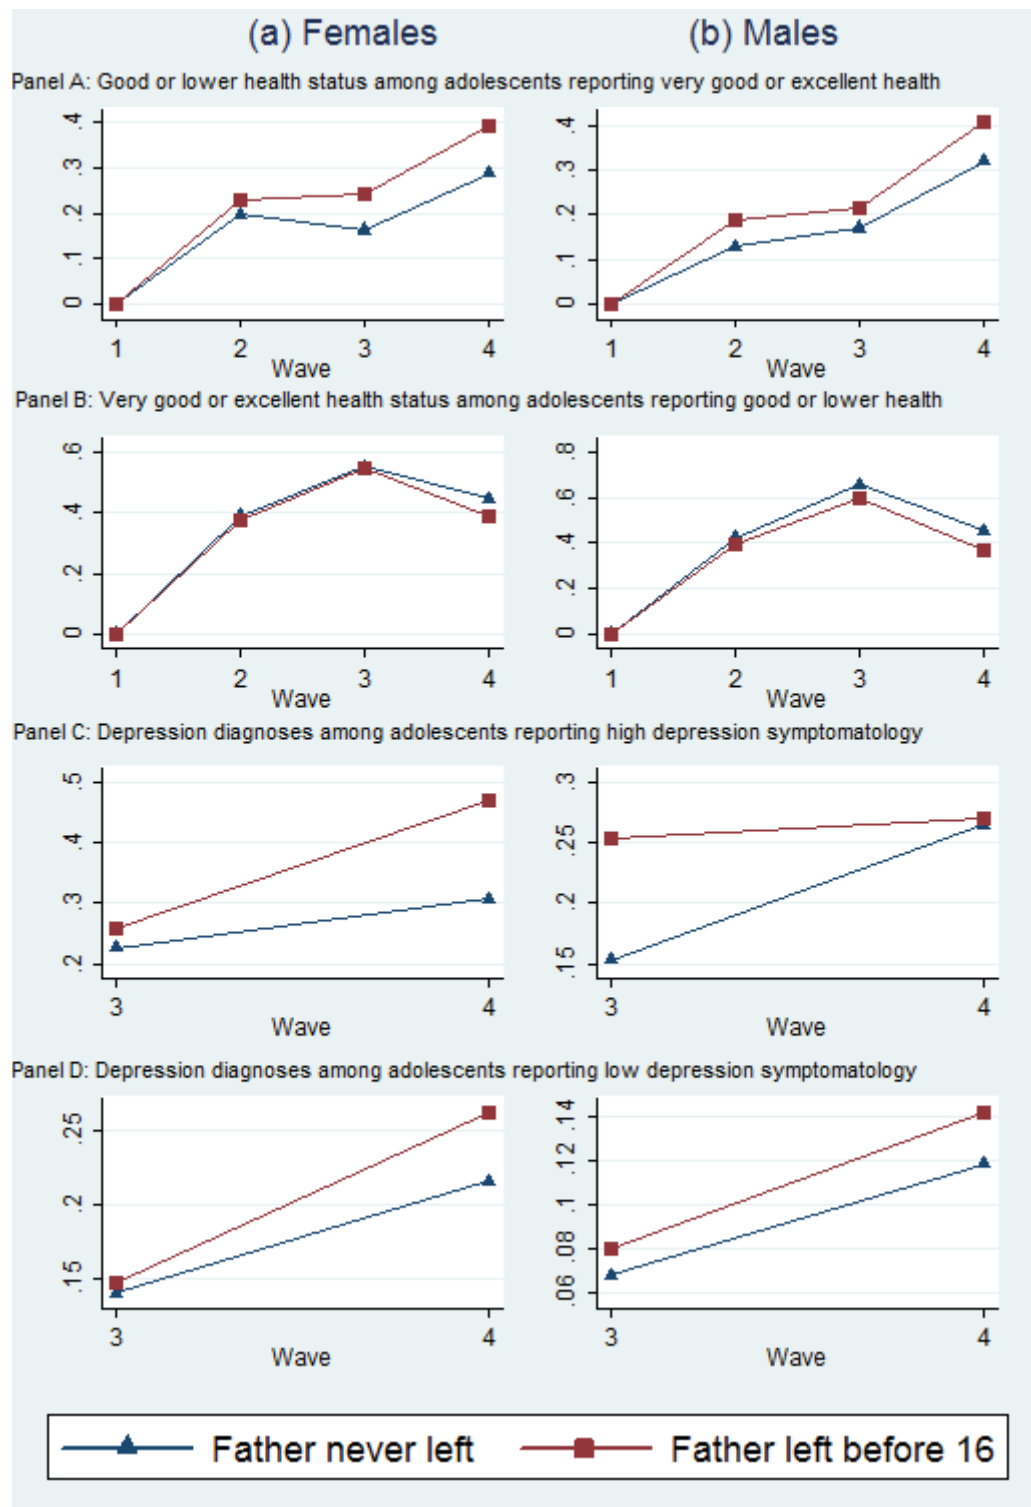 (a) Females (b) Males
Panel A: Good or lower health status among adolescents reporting very good or excellent health
.4 .3 .2 .1 0
1 2 3 4
Wave
.4 .3 .2 .1 0
1 2 3 4
Wave
Panel B: Very good or excellent health status among adolescents reporting good or lower health
.6 .4 .2 0
1 2 3 4
Wave
.8 .6 .4 .2 0
1 2 3 4
Wave
Panel C: Depression diagnoses among adolescents reporting high depression symptomatology
.5 .4 .3 .2
3 4
Wave
.3 .25 .2 .15
3 4
Wave
Panel D: Depression diagnoses among adolescents reporting low depression symptomatology
.25 .2 .15
3 4
Wave
.14 .12 .1 .08 .06
3 4
Wave
Father never left Father left before 16